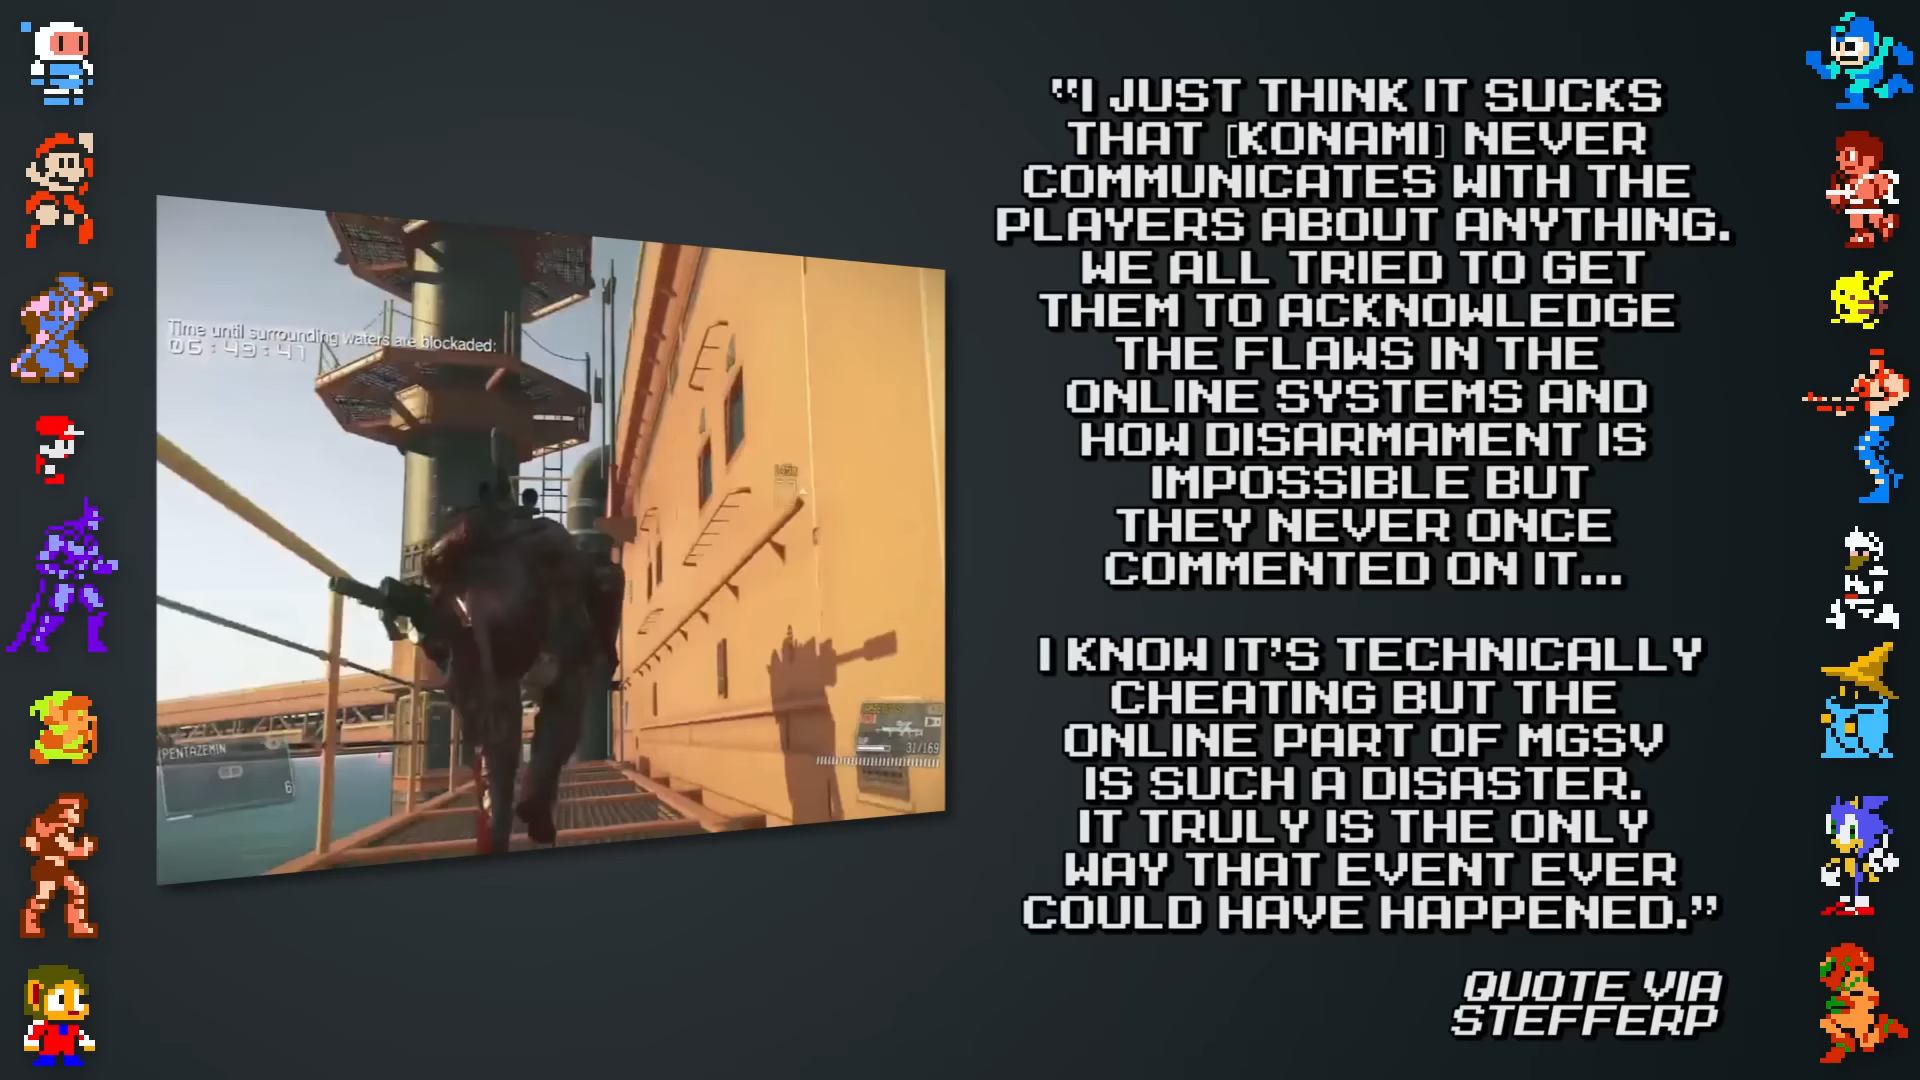 Time until surrounding waters are blockaded:
06:49:41
PENTAZEMIN
6
31/169
"I JUST THINK IT SUCKS
THAT [KONAMI] NEVER
COMMUNICATES WITH THE
PLAYERS ABOUT ANYTHING.
WE ALL TRIED TO GET
THEM TO ACKNOWLEDGE
THE FLAWS IN THE
ONLINE SYSTEMS AND
HOW DISARMAMENT IS
IMPOSSIBLE BUT
THEY NEVER ONCE
COMMENTED ON IT...
I KNOW IT'S TECHNICALLY
CHEATING BUT THE
ONLINE PART OF MGSV
IS SUCH A DISASTER.
IT TRULY IS THE ONLY
WAY THAT EVENT EVER
COULD HAVE HAPPENED."
QUOTE VIA
STEFFERP